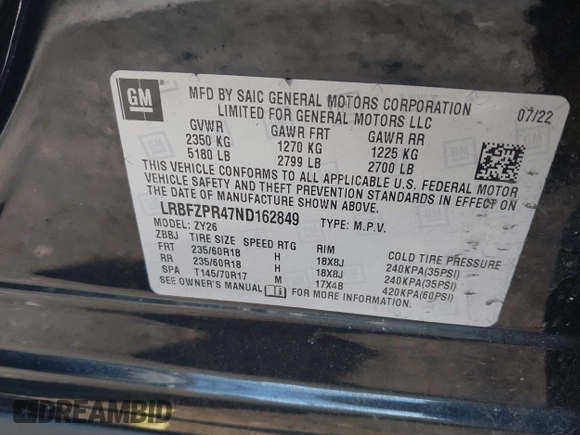 GM
MFD BY SAIC GENERAL MOTORS CORPORATION
LIMITED FOR GENERAL MOTORS LLC
07/22
GVWR GAWR FRT GAWR RR
2350 KG 1270 KG 1225 KG
5180 LB 2799 LB 2700 LB
THIS VEHICLE CONFORMS TO ALL APPLICABLE U.S. FEDERAL MOTOR
VEHICLE SAFETY AND THEFT PREVENTION STANDARDS IN EFFECT ON
THE DATE OF MANUFACTURE SHOWN ABOVE.
LRBFZPR47ND162849 TYPE: M.P.V.
MODEL: ZY26
ZBBJ TIRE SIZE SPEED RTG RIM COLD TIRE PRESSURE
FRT 235/60R18 H 18X8J 240KPA(35PSI)
RR 235/60R18 H 18X8J 240KPA(35PSI)
SPA T145/70R17 M 17X4B 420KPA(60PSI)
SEE OWNER'S MANUAL FOR MORE INFORMATION.
DREAMBID